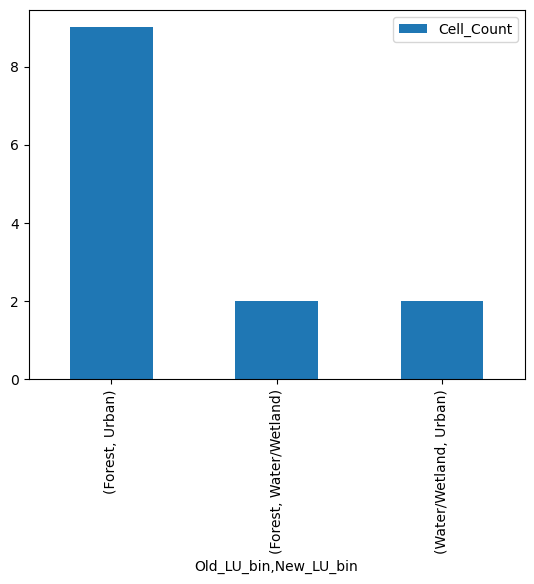 Cell_Count
8
6
4
2
0
(Forest, Urban)
(Forest, Water/Wetland)
(Water/Wetland, Urban)
Old_LU_bin,New_LU_bin